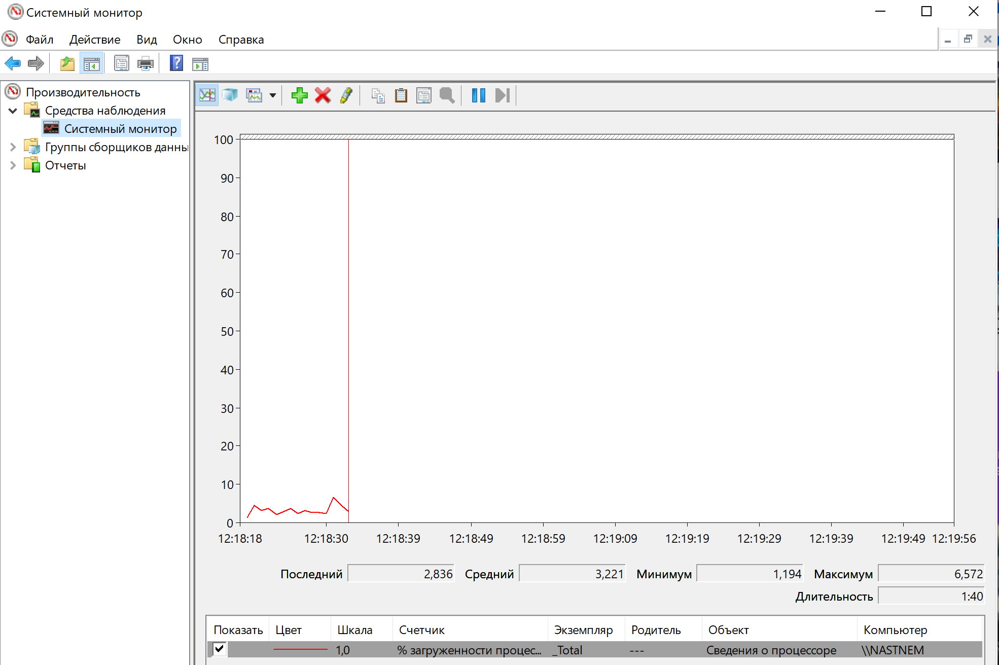 Системный монитор
Файл Действие Вид Окно Справка
Производительность
Средства наблюдения
Системный монитор
Группы сборщиков данны
Отчеты
100
90
80
70
60
50
40
30
20
10
0
12:18:18 12:18:30 12:18:39 12:18:49 12:18:59 12:19:09 12:19:19 12:19:29 12:19:39 12:19:49 12:19:56
Последний 2,836 Средний 3,221 Минимум 1,194 Максимум 6,572
Длительность 1:40
Показать Цвет Шкала Счетчик Экземпляр Родитель Объект Компьютер
1,0 % загруженности процес... _Total --- Сведения о процессоре \\NASTNEM